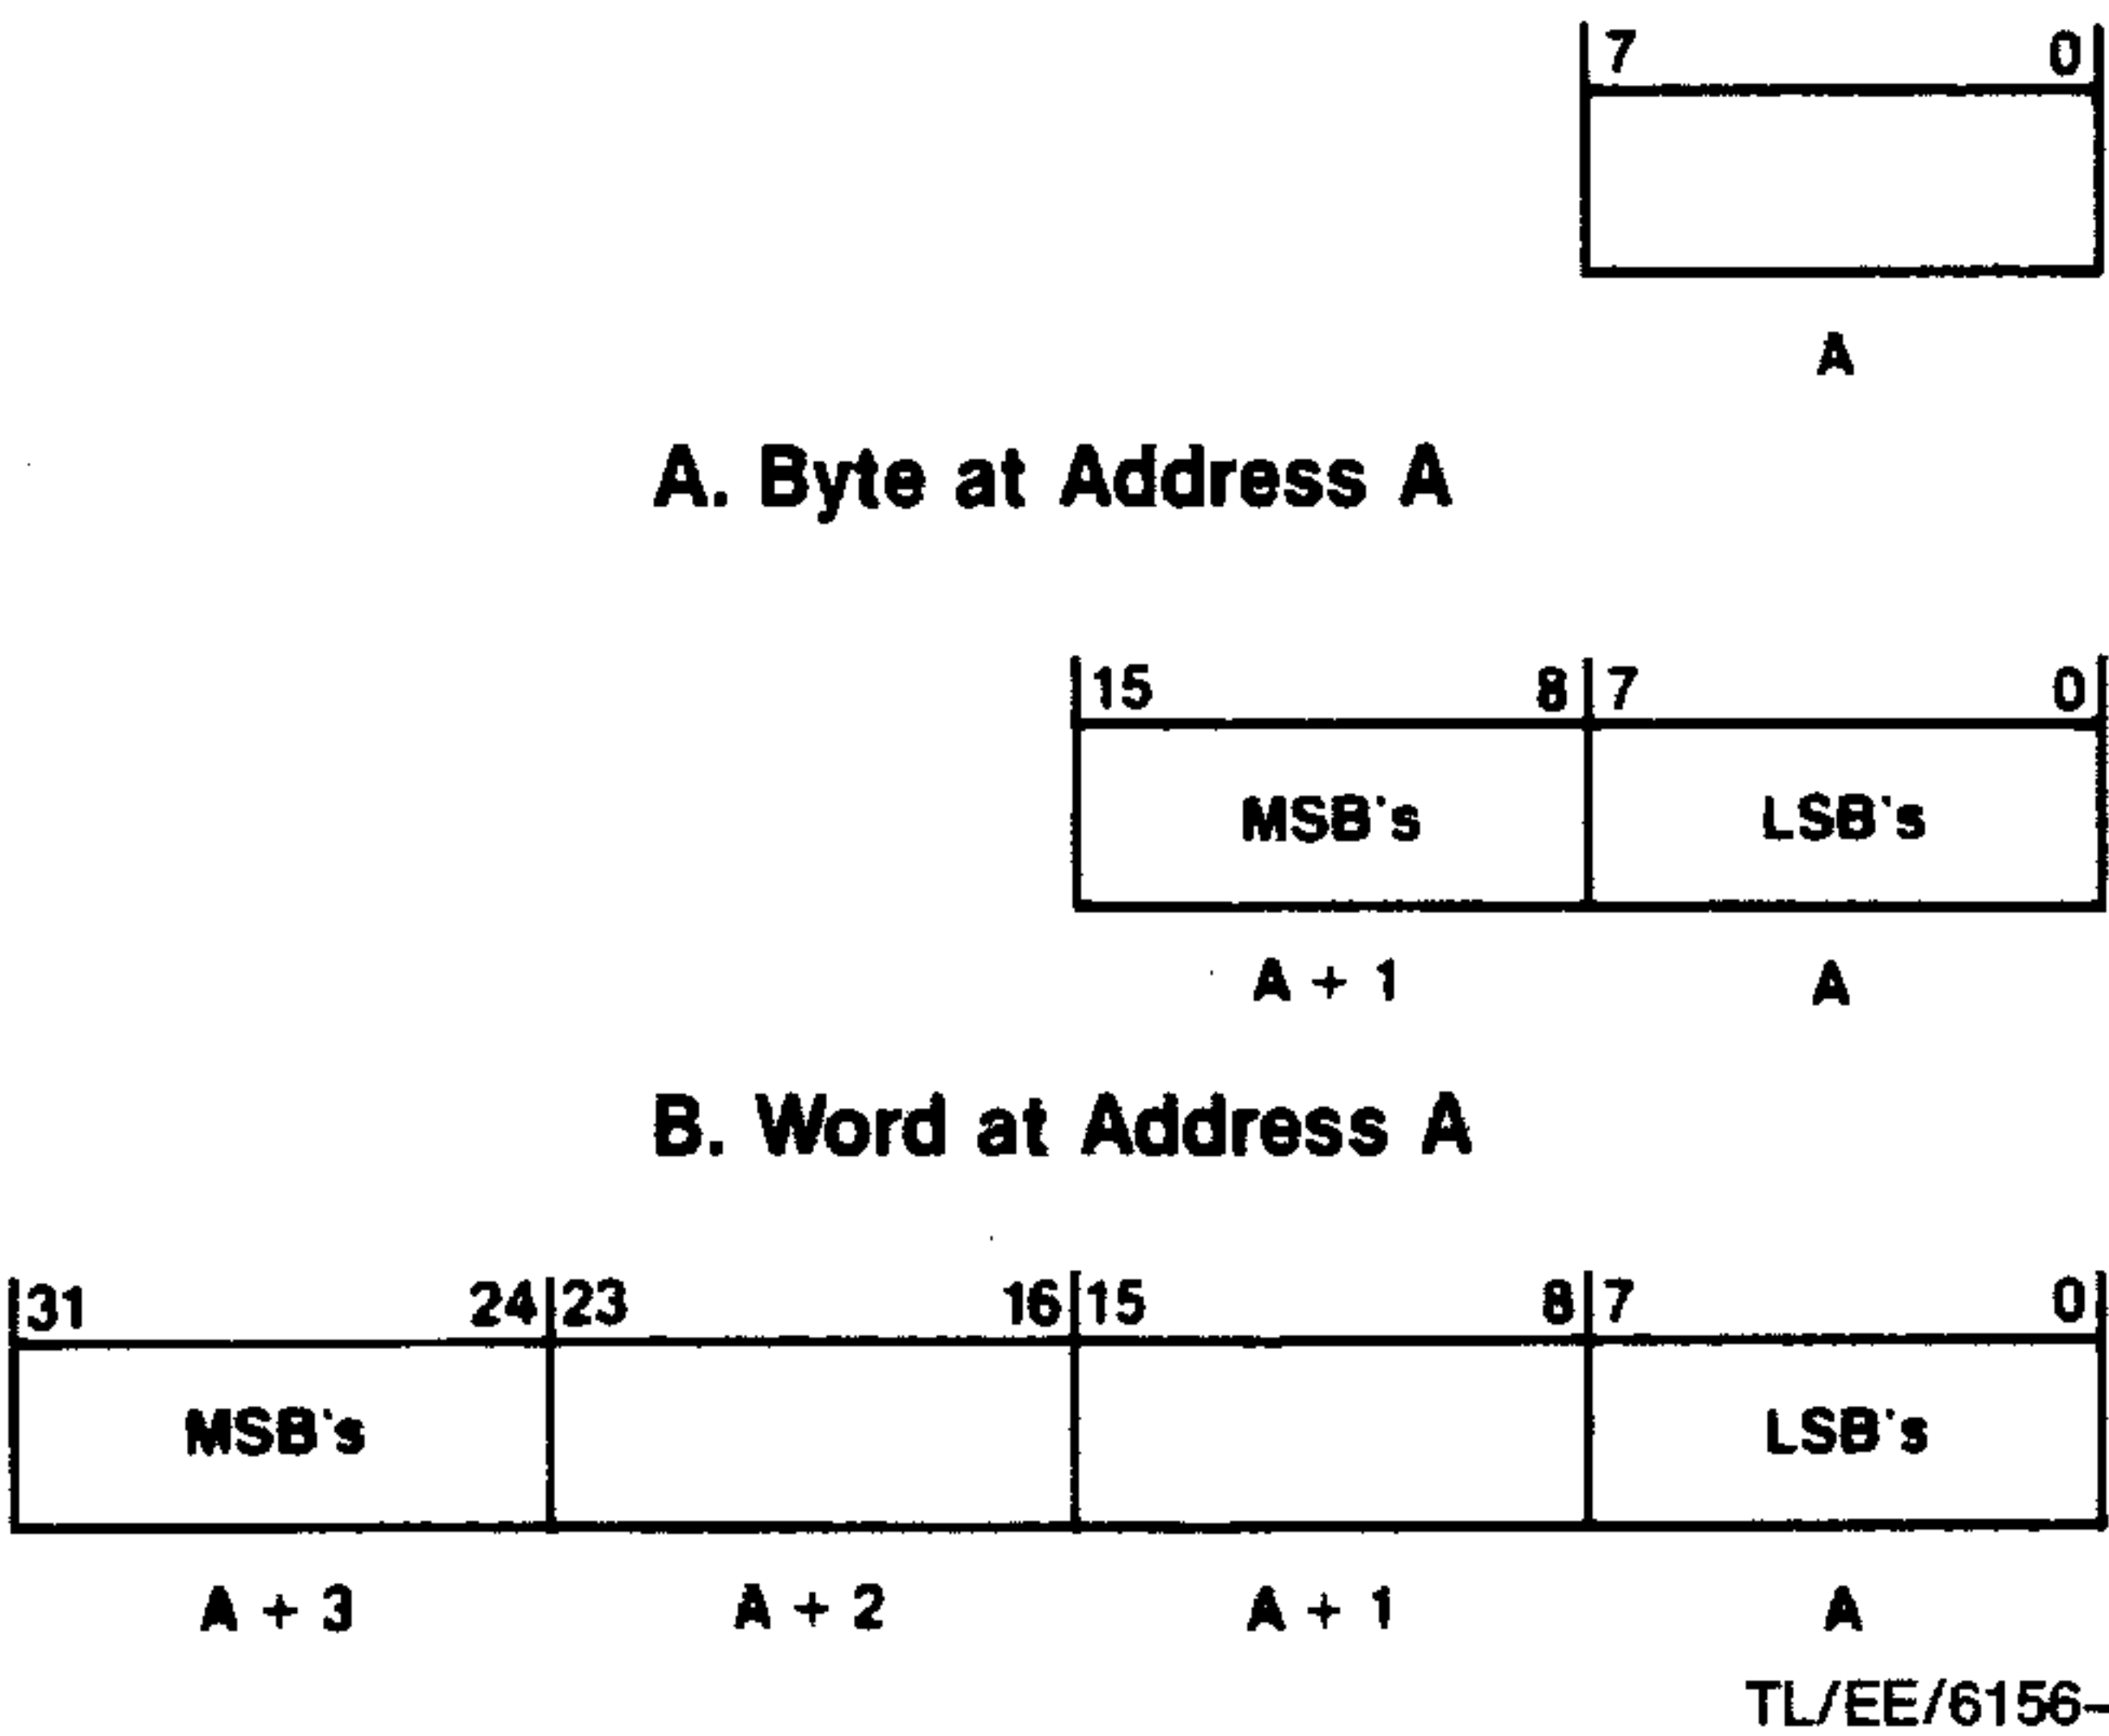 7 0
A
A. Byte at Address A
15 8 7 0
MSB's LSB's
A + 1 A
B. Word at Address A
31 24 23 16 15 8 7 0
MSB's LSB's
A + 3 A + 2 A + 1 A
TL/EE/6156-